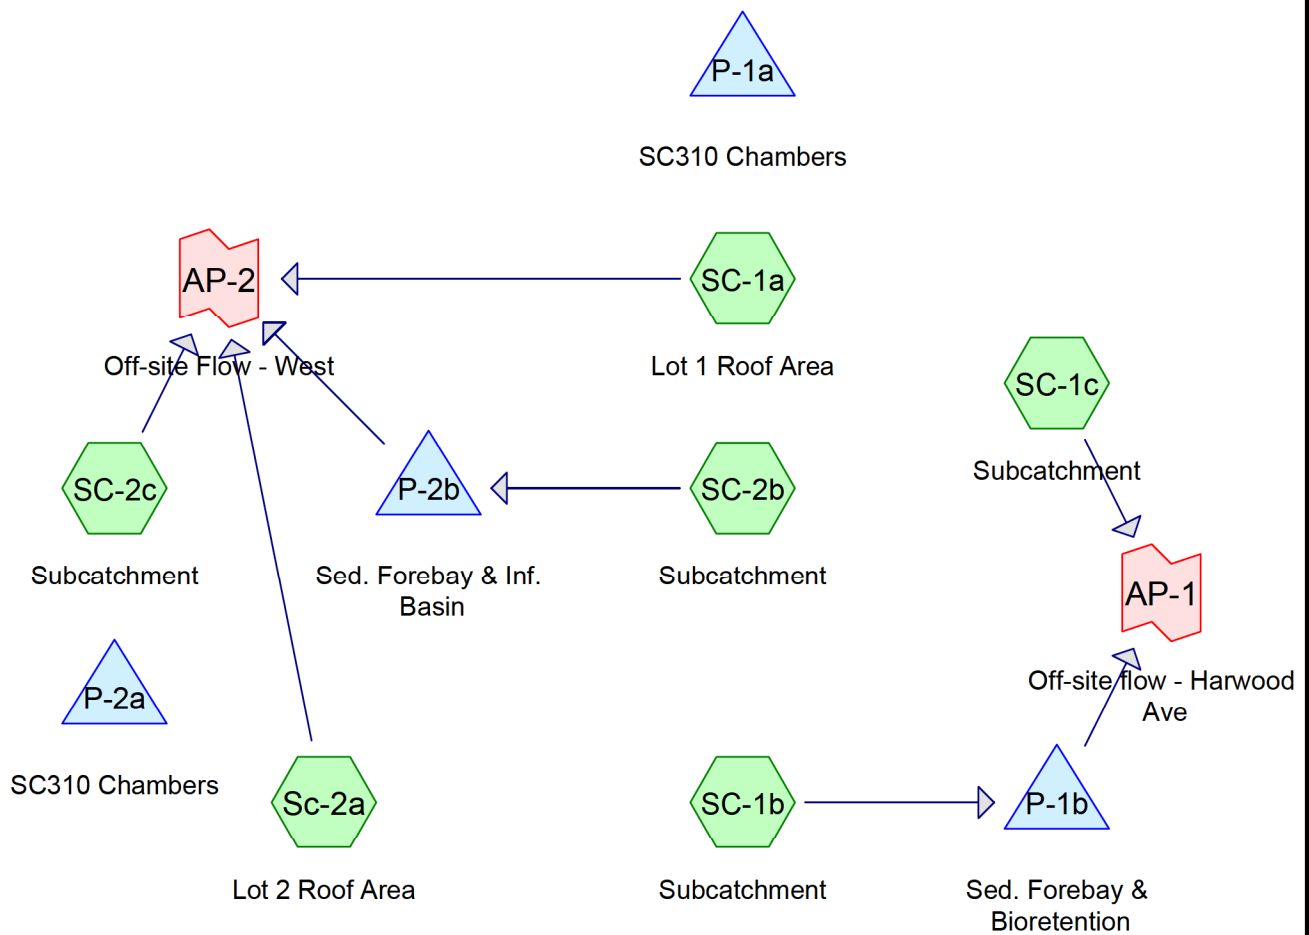 P-1a
SC310 Chambers
AP-2
Off-site Flow - West
SC-1a
Lot 1 Roof Area
SC-1c
Subcatchment
SC-2c
Subcatchment
P-2b
Sed. Forebay & Inf.
Basin
SC-2b
Subcatchment
AP-1
Off-site flow - Harwood
Ave
P-2a
SC310 Chambers
Sc-2a
Lot 2 Roof Area
SC-1b
Subcatchment
P-1b
Sed. Forebay &
Bioretention